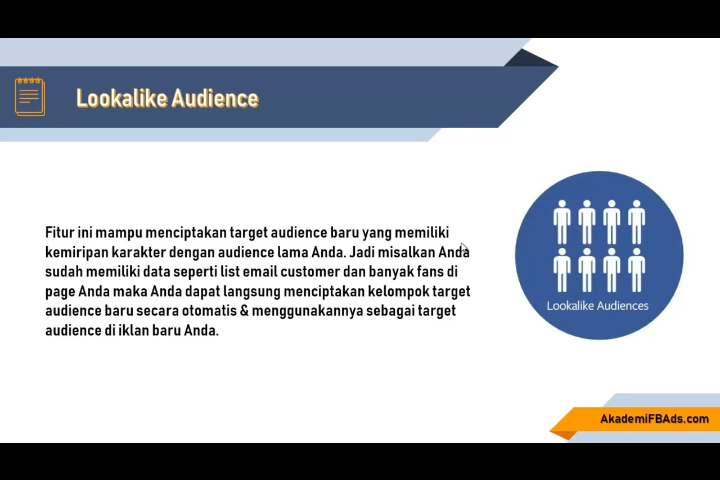 Lookalike Audience
Fitur ini mampu menciptakan target audience baru yang memiliki
kemiripan karakter dengan audience lama Anda. Jadi misalkan Anda
sudah memiliki data seperti list email customer dan banyak fans di
page Anda maka Anda dapat langsung menciptakan kelompok target
audience baru secara otomatis & menggunakannya sebagai target
audience di iklan baru Anda.
Lookalike Audiences
AkademiFBAds.com